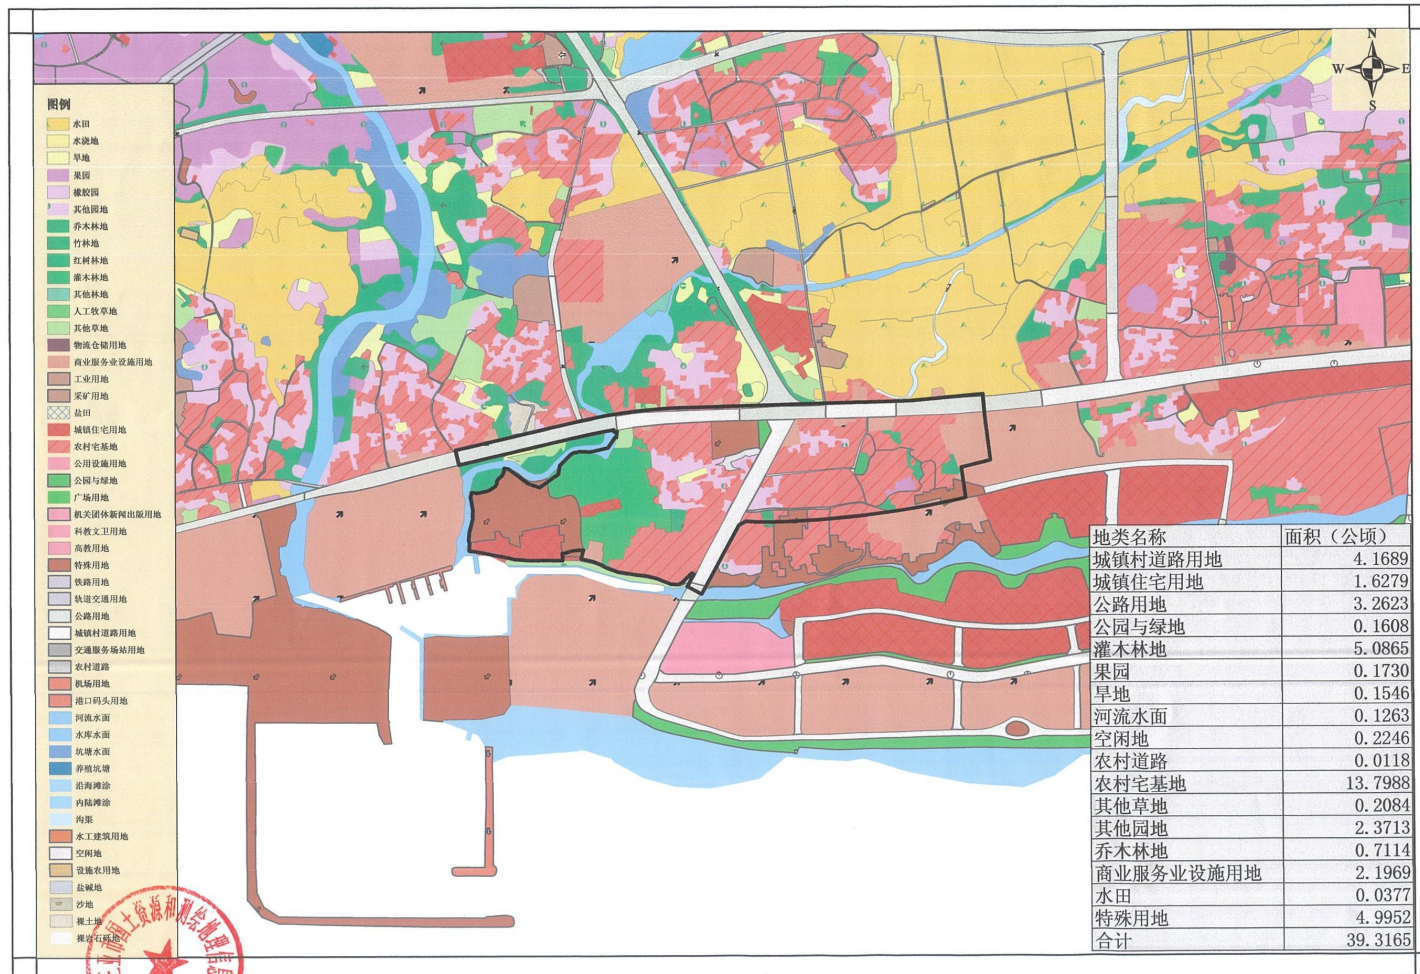 N
W E
S
图例
水田
水浇地
旱地
果园
橡胶园
其他园地
乔木林地
竹林地
红树林地
灌木林地
其他林地
人工牧草地
其他草地
物流仓储用地
商业服务业设施用地
工业用地
采矿用地
盐田
城镇住宅用地
农村宅基地
公用设施用地
公园与绿地
广场用地
机关团体新闻出版用地
科教文卫用地
高教用地
特殊用地
铁路用地
轨道交通用地
公路用地
城镇村道路用地
交通服务场站用地
农村道路
机场用地
港口码头用地
河流水面
水库水面
坑塘水面
养殖坑塘
沿海滩涂
内陆滩涂
沟渠
水工建筑用地
空闲地
设施农用地
盐碱地
沙地
裸土地
裸岩石砾地
地类名称 面积（公顷）
城镇村道路用地 4.1689
城镇住宅用地 1.6279
公路用地 3.2623
公园与绿地 0.1608
灌木林地 5.0865
果园 0.1730
旱地 0.1546
河流水面 0.1263
空闲地 0.2246
农村道路 0.0118
农村宅基地 13.7988
其他草地 0.2084
其他园地 2.3713
乔木林地 0.7114
商业服务业设施用地 2.1969
水田 0.0377
特殊用地 4.9952
合计 39.3165
业市国土资源和测绘地理信息